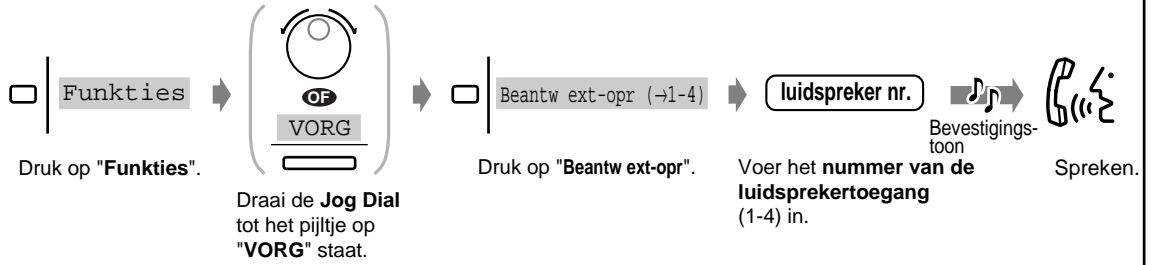 Funkties
Druk op "Funkties".
OF
VORG
Draai de Jog Dial
tot het pijltje op
"VORG" staat.
Beantw ext-opr (→1-4)
Druk op "Beantw ext-opr".
luidspreker nr.
Voer het nummer van de
luidsprekertoegang
(1-4) in.
Bevestigings-
toon
Spreken.